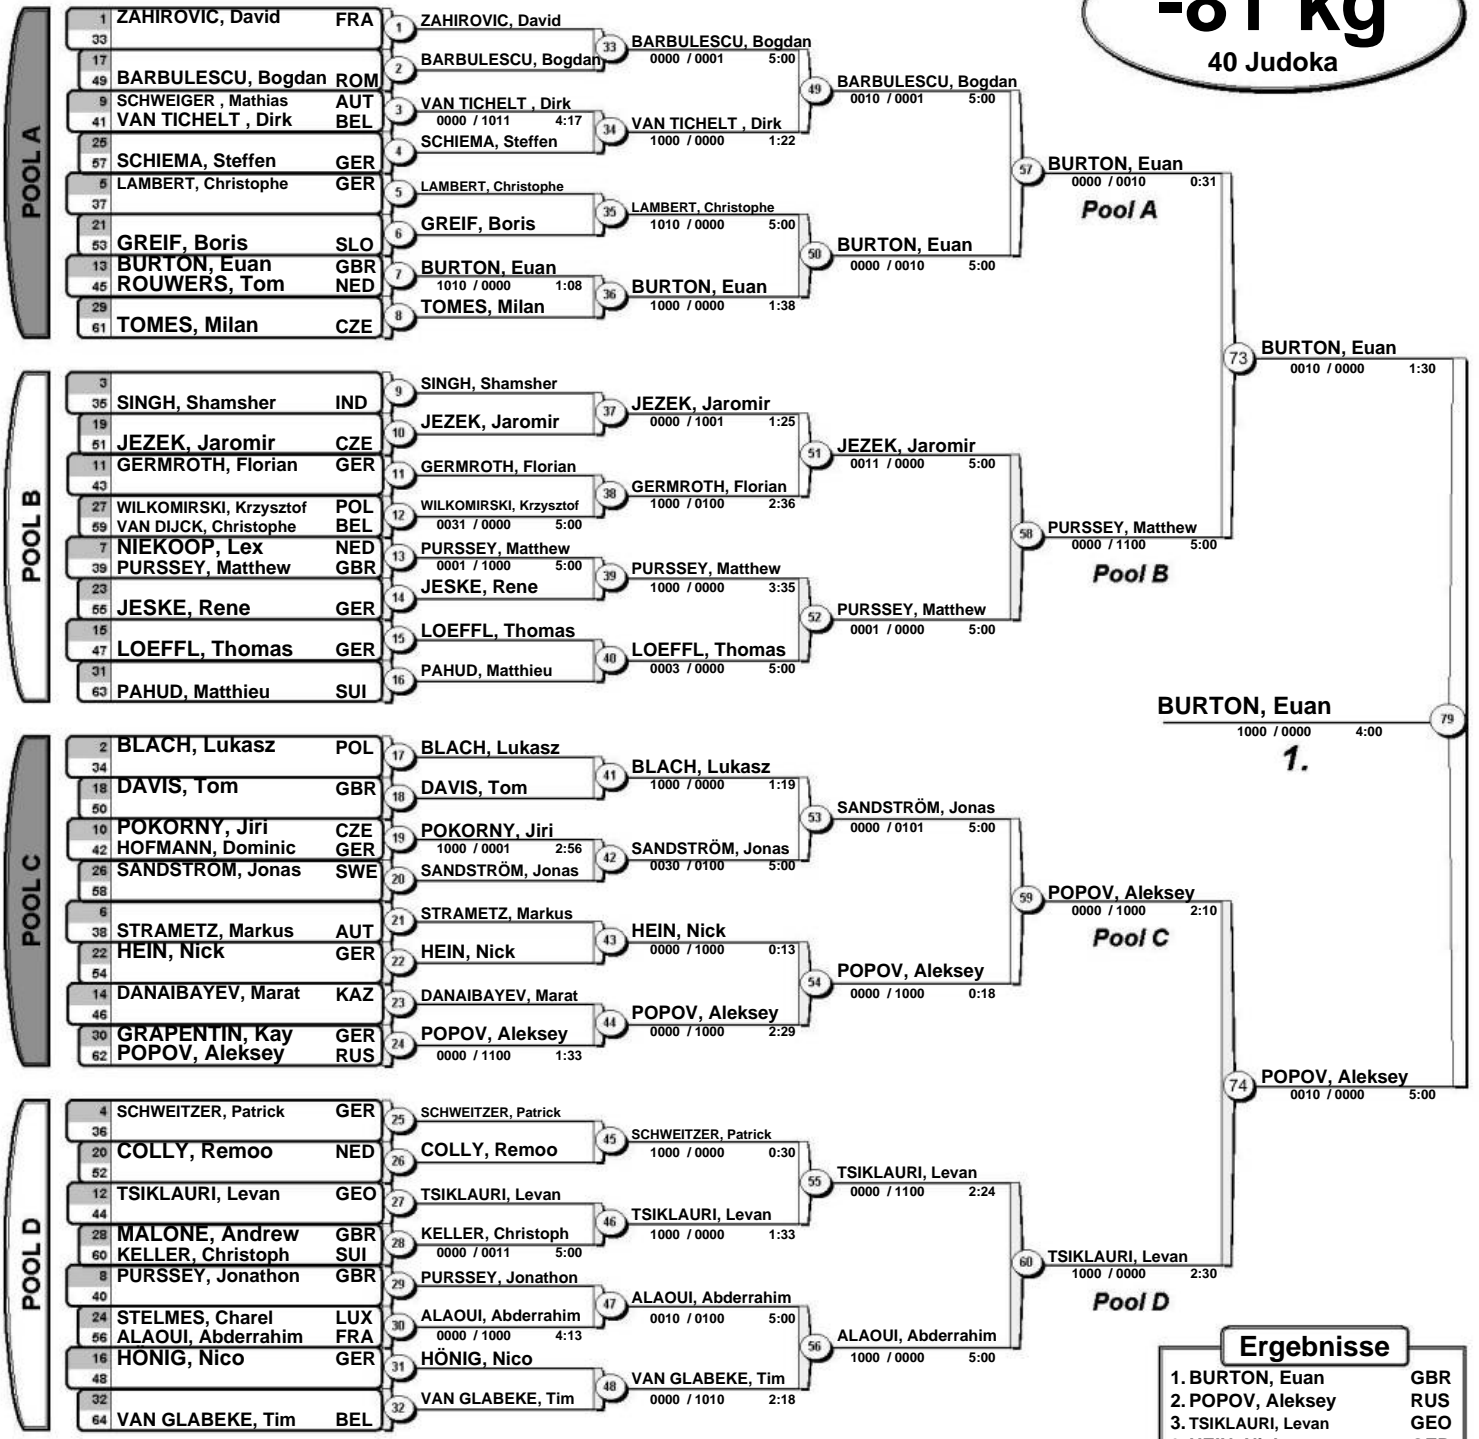 -81 kg
40 Judoka
POOL A
1 ZAHIROVIC, David FRA
33
17
49 BARBULESCU, Bogdan ROM
9 SCHWEIGER , Mathias AUT
41 VAN TICHELT , Dirk BEL
25
57 SCHIEMA, Steffen GER
5 LAMBERT, Christophe GER
37
21
53 GREIF, Boris SLO
13 BURTON, Euan GBR
45 ROUWERS, Tom NED
29
61 TOMES, Milan CZE
1 ZAHIROVIC, David
2 BARBULESCU, Bogdan
3 VAN TICHELT , Dirk
0000 / 1011 4:17
4 SCHIEMA, Steffen
5 LAMBERT, Christophe
6 GREIF, Boris
7 BURTON, Euan
1010 / 0000 1:08
8 TOMES, Milan
33 BARBULESCU, Bogdan
0000 / 0001 5:00
34 VAN TICHELT , Dirk
1000 / 0000 1:22
35 LAMBERT, Christophe
1010 / 0000 5:00
36 BURTON, Euan
1000 / 0000 1:38
49 BARBULESCU, Bogdan
0010 / 0001 5:00
50 BURTON, Euan
0000 / 0010 5:00
57 BURTON, Euan
0000 / 0010 0:31
Pool A
POOL B
3
35 SINGH, Shamsher IND
19
51 JEZEK, Jaromir CZE
11 GERMROTH, Florian GER
43
27 WILKOMIRSKI, Krzysztof POL
59 VAN DIJCK, Christophe BEL
7 NIEKOOP, Lex NED
39 PURSSEY, Matthew GBR
23
55 JESKE, Rene GER
15
47 LOEFFL, Thomas GER
31
63 PAHUD, Matthieu SUI
9 SINGH, Shamsher
10 JEZEK, Jaromir
11 GERMROTH, Florian
12 WILKOMIRSKI, Krzysztof
0031 / 0000 5:00
13 PURSSEY, Matthew
0001 / 1000 5:00
14 JESKE, Rene
15 LOEFFL, Thomas
16 PAHUD, Matthieu
37 JEZEK, Jaromir
0000 / 1001 1:25
38 GERMROTH, Florian
1000 / 0100 2:36
39 PURSSEY, Matthew
1000 / 0000 3:35
40 LOEFFL, Thomas
0003 / 0000 5:00
51 JEZEK, Jaromir
0011 / 0000 5:00
52 PURSSEY, Matthew
0001 / 0000 5:00
58 PURSSEY, Matthew
0000 / 1100 5:00
Pool B
73 BURTON, Euan
0010 / 0000 1:30
BURTON, Euan 79
1000 / 0000 4:00
1.
POOL C
2 BLACH, Lukasz POL
34
18 DAVIS, Tom GBR
50
10 POKORNY, Jiri CZE
42 HOFMANN, Dominic GER
26 SANDSTRÖM, Jonas SWE
58
6
38 STRAMETZ, Markus AUT
22 HEIN, Nick GER
54
14 DANAIBAYEV, Marat KAZ
46
30 GRAPENTIN, Kay GER
62 POPOV, Aleksey RUS
17 BLACH, Lukasz
18 DAVIS, Tom
19 POKORNY, Jiri
1000 / 0001 2:56
20 SANDSTRÖM, Jonas
21 STRAMETZ, Markus
22 HEIN, Nick
23 DANAIBAYEV, Marat
24 POPOV, Aleksey
0000 / 1100 1:33
41 BLACH, Lukasz
1000 / 0000 1:19
42 SANDSTRÖM, Jonas
0030 / 0100 5:00
43 HEIN, Nick
0000 / 1000 0:13
44 POPOV, Aleksey
0000 / 1000 2:29
53 SANDSTRÖM, Jonas
0000 / 0101 5:00
54 POPOV, Aleksey
0000 / 1000 0:18
59 POPOV, Aleksey
0000 / 1000 2:10
Pool C
POOL D
4 SCHWEITZER, Patrick GER
36
20 COLLY, Remoo NED
52
12 TSIKLAURI, Levan GEO
44
28 MALONE, Andrew GBR
60 KELLER, Christoph SUI
8 PURSSEY, Jonathon GBR
40
24 STELMES, Charel LUX
56 ALAOUI, Abderrahim FRA
16 HÖNIG, Nico GER
48
32
64 VAN GLABEKE, Tim BEL
25 SCHWEITZER, Patrick
26 COLLY, Remoo
27 TSIKLAURI, Levan
28 KELLER, Christoph
0000 / 0011 5:00
29 PURSSEY, Jonathon
30 ALAOUI, Abderrahim
0000 / 1000 4:13
31 HÖNIG, Nico
32 VAN GLABEKE, Tim
45 SCHWEITZER, Patrick
1000 / 0000 0:30
46 TSIKLAURI, Levan
1000 / 0000 1:33
47 ALAOUI, Abderrahim
0010 / 0100 5:00
48 VAN GLABEKE, Tim
0000 / 1010 2:18
55 TSIKLAURI, Levan
0000 / 1100 2:24
56 ALAOUI, Abderrahim
1000 / 0000 5:00
60 TSIKLAURI, Levan
1000 / 0000 2:30
Pool D
74 POPOV, Aleksey
0010 / 0000 5:00
Ergebnisse
1. BURTON, Euan GBR
2. POPOV, Aleksey RUS
3. TSIKLAURI, Levan GEO